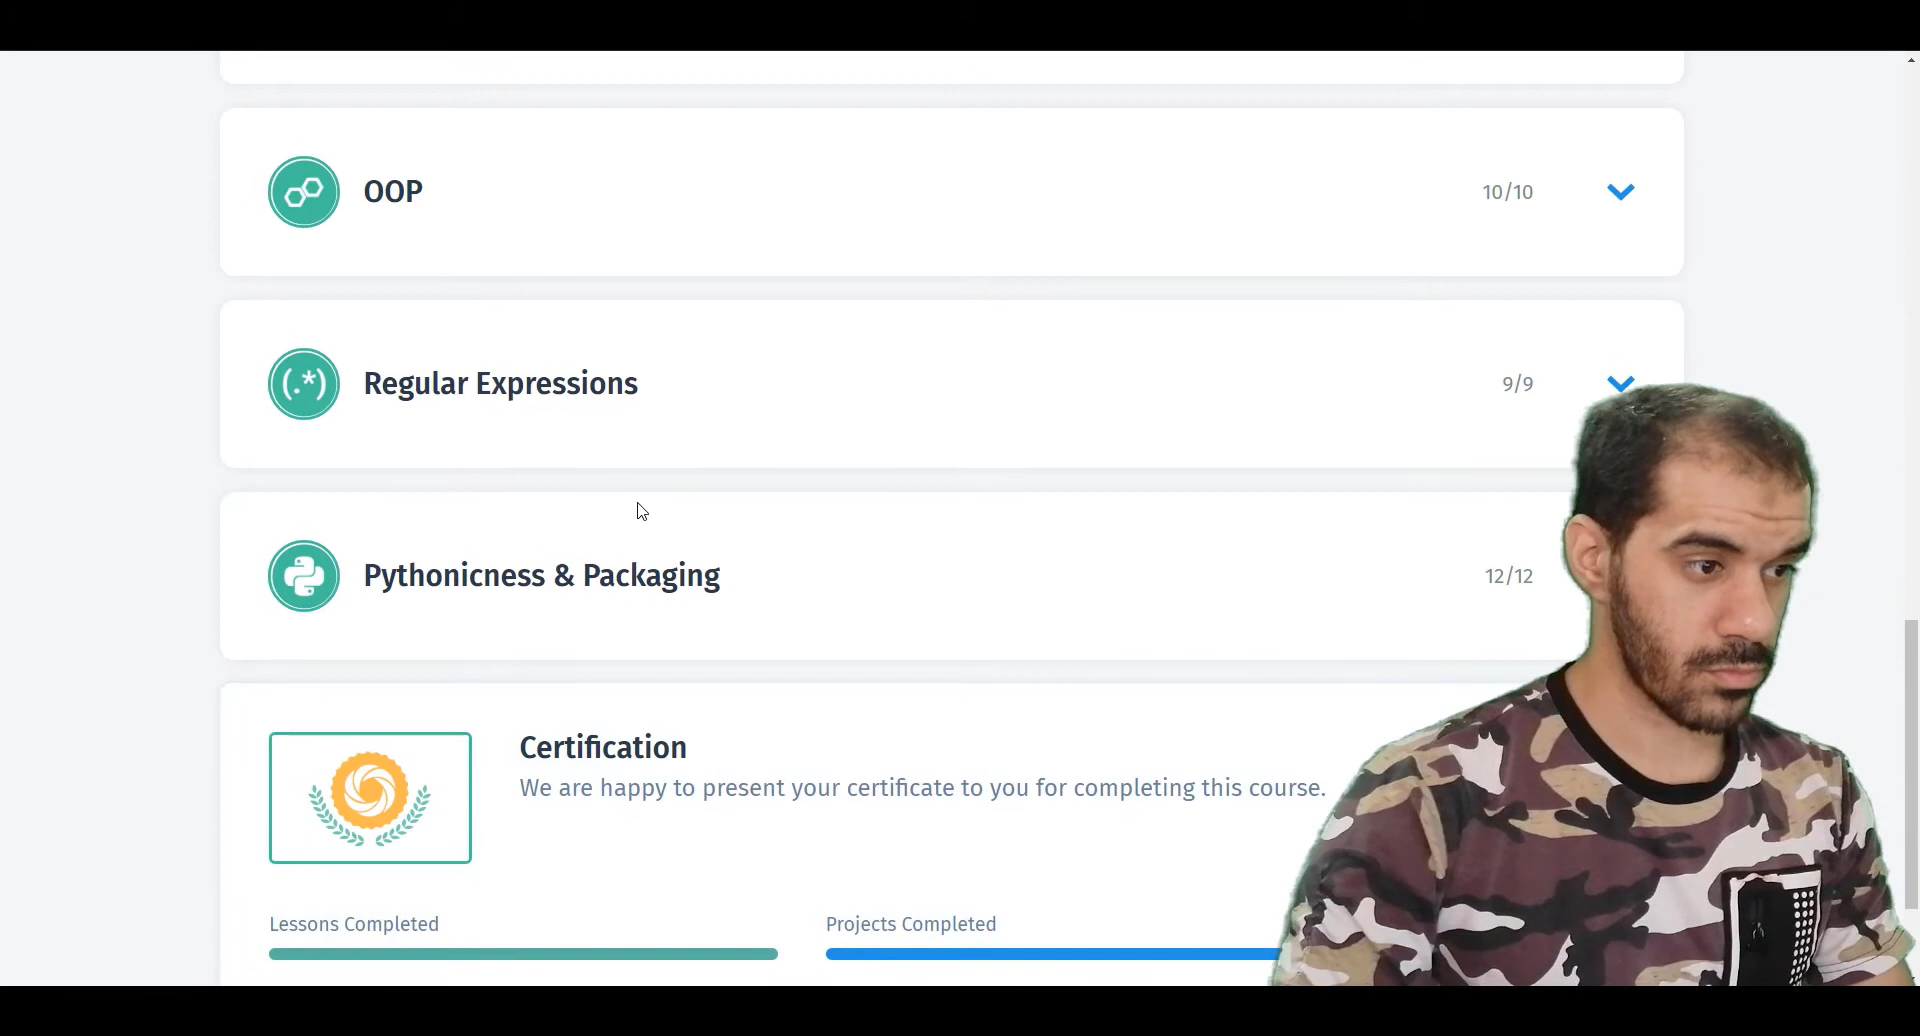 OOP
10/10
(.*)
Regular Expressions
9/9
Pythonicness & Packaging
12/12
Certification
We are happy to present your certificate to you for completing this course.
Lessons Completed
Projects Completed